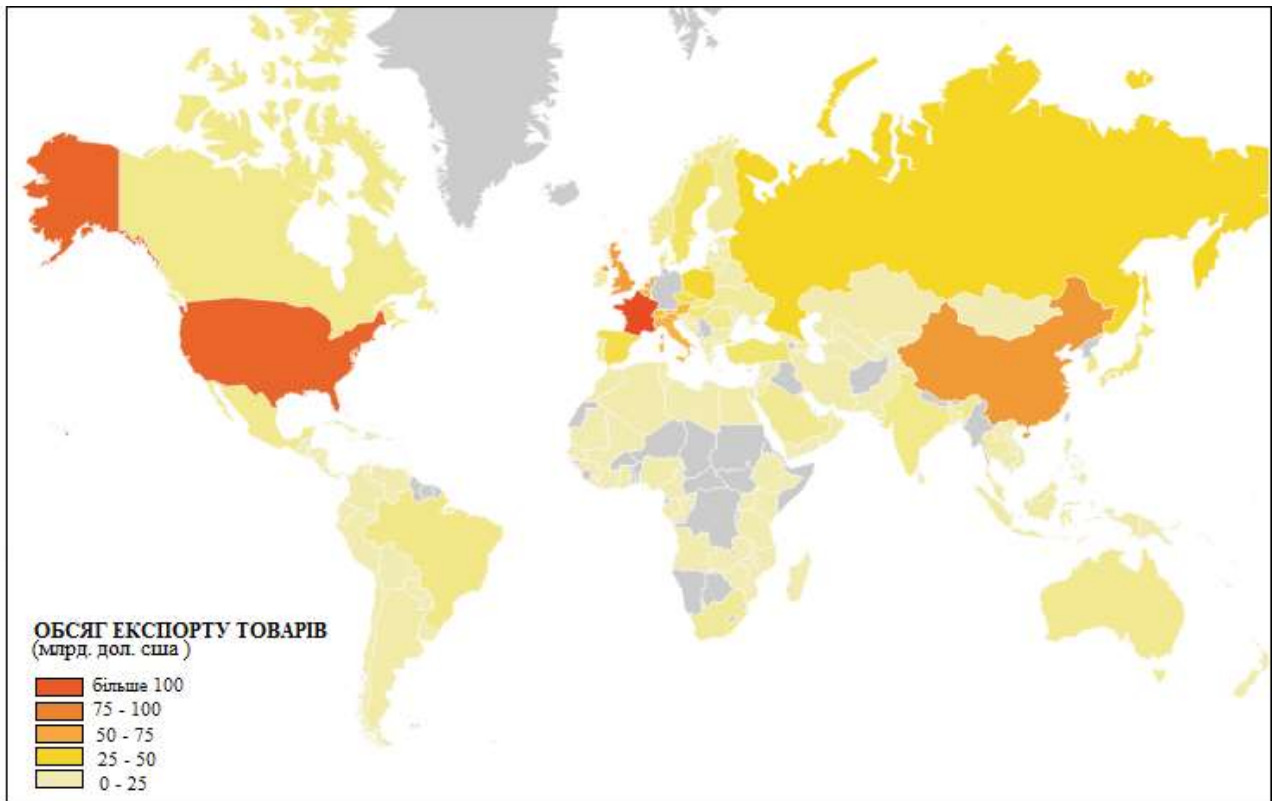 ОБСЯГ ЕКСПОРТУ ТОВАРІВ
(млрд. дол. сша )
більше 100
75 - 100
50 - 75
25 - 50
0 - 25